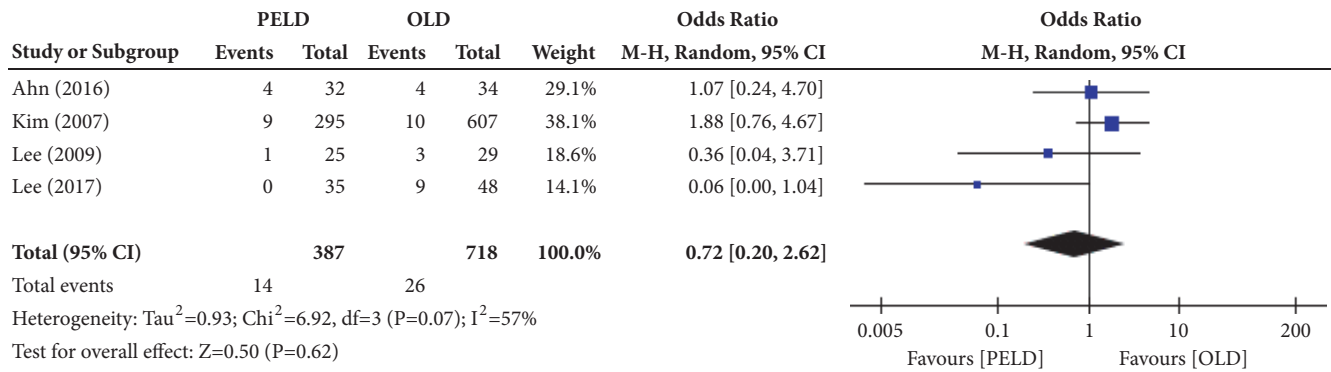 PELD OLD Odds Ratio Odds Ratio
Study or Subgroup Events Total Events Total Weight M-H, Random, 95% CI M-H, Random, 95% CI
Ahn (2016) 4 32 4 34 29.1% 1.07 [0.24, 4.70]
Kim (2007) 9 295 10 607 38.1% 1.88 [0.76, 4.67]
Lee (2009) 1 25 3 29 18.6% 0.36 [0.04, 3.71]
Lee (2017) 0 35 9 48 14.1% 0.06 [0.00, 1.04]
Total (95% CI) 387 718 100.0% 0.72 [0.20, 2.62]
Total events 14 26
Heterogeneity: Tau²=0.93; Chi²=6.92, df=3 (P=0.07); I²=57%
Test for overall effect: Z=0.50 (P=0.62)
0.005 0.1 1 10 200
Favours [PELD] Favours [OLD]